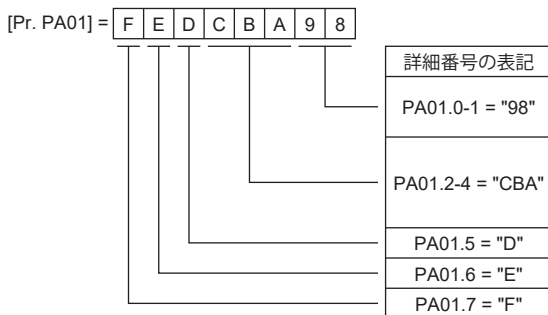 [Pr. PA01] = F E D C B A 9 8
詳細番号の表記
PA01.0-1 = "98"
PA01.2-4 = "CBA"
PA01.5 = "D"
PA01.6 = "E"
PA01.7 = "F"